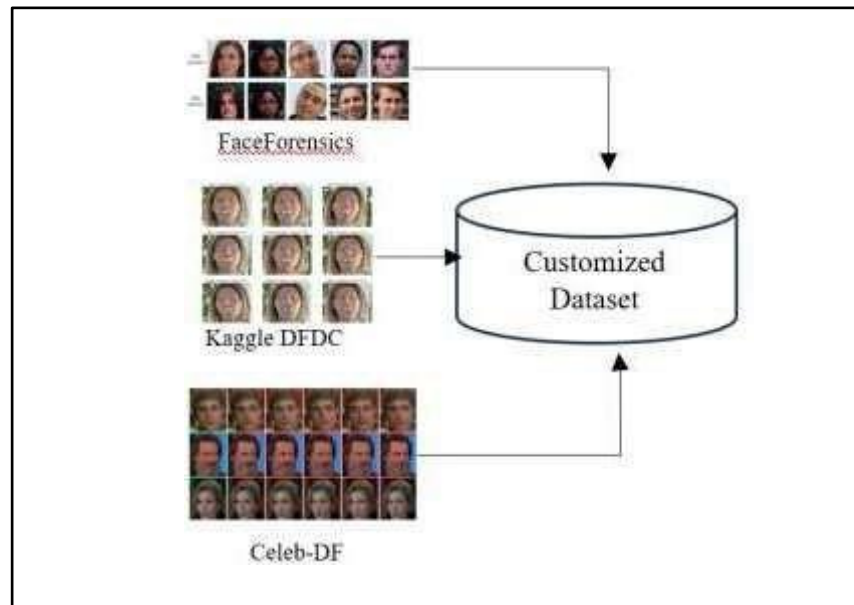 FaceForensics
Kaggle DFDC
Customized
Dataset
Celeb-DF